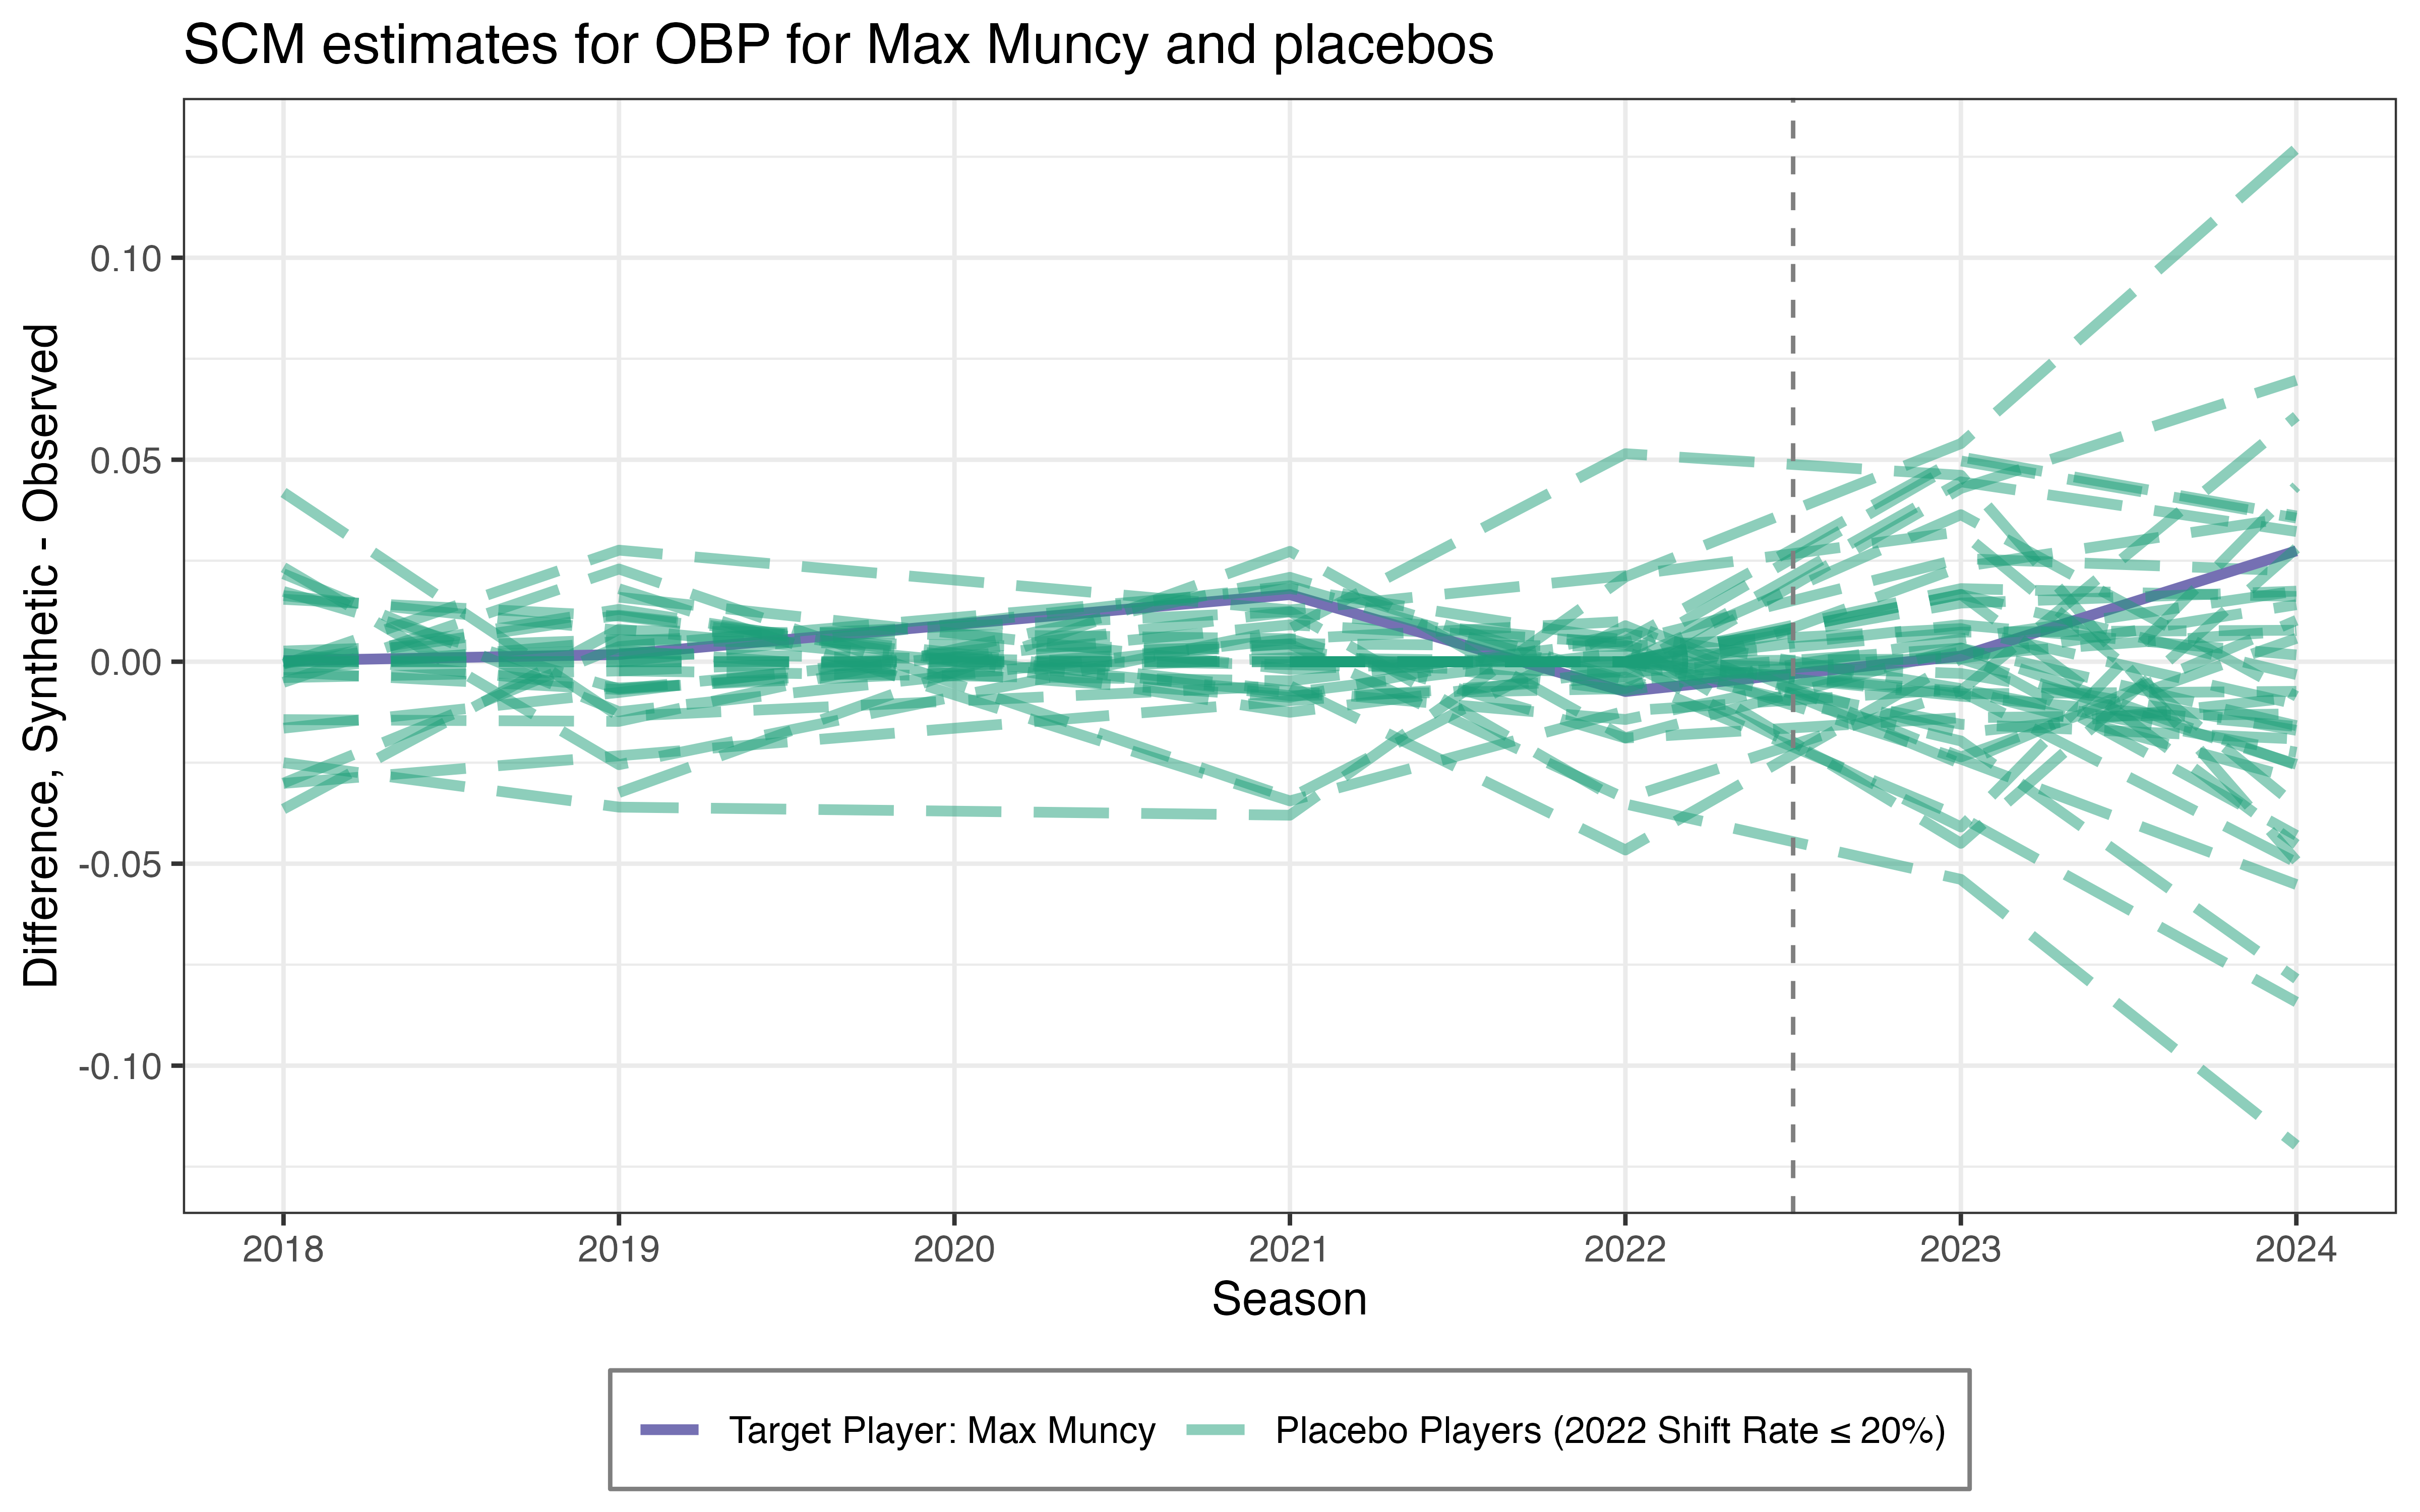 SCM estimates for OBP for Max Muncy and placebos
Difference, Synthetic - Observed
0.10
0.05
0.00
-0.05
-0.10
2018 2019 2020 2021 2022 2023 2024
Season
Target Player: Max Muncy Placebo Players (2022 Shift Rate ≤ 20%)